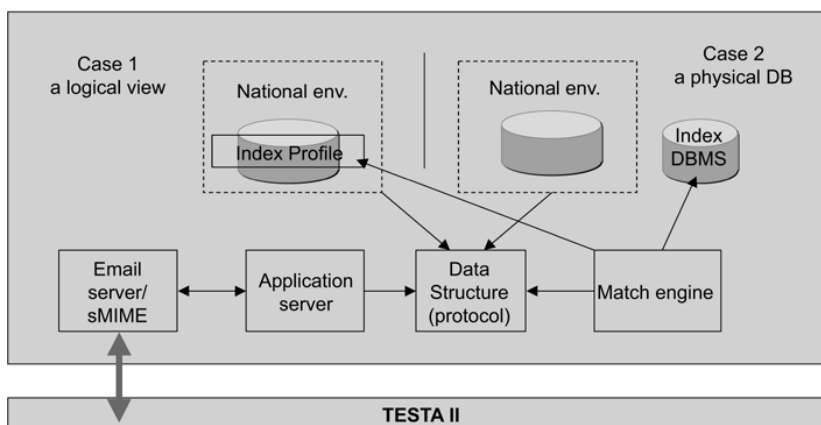 Case 1
a logical view
National env.
Index Profile
National env.
Case 2
a physical DB
Index
DBMS
Email
server/
sMIME
Application
server
Data
Structure
(protocol)
Match engine
TESTA II